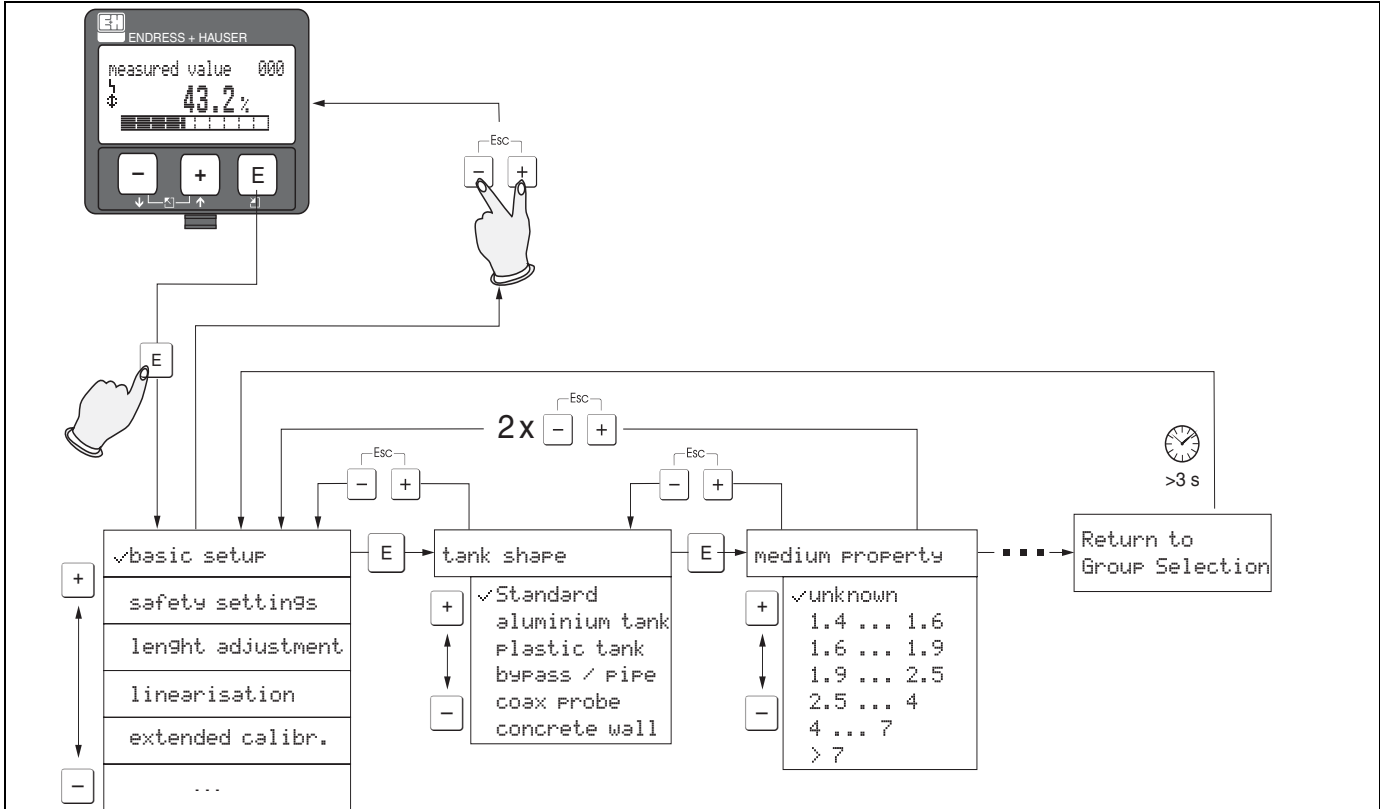 E+H
ENDRESS + HAUSER
measured value 000
43.2 %
- + E
Esc
- +
E
Esc
2x - +
Esc
- +
Esc
- +
>3 s
✓basic setup
safety settings
lenght adjustment
linearisation
extended calibr.
...
+
-
E
tank shape
✓Standard
aluminium tank
plastic tank
bypass / pipe
coax probe
concrete wall
+
-
E
medium property
✓unknown
1.4 ... 1.6
1.6 ... 1.9
1.9 ... 2.5
2.5 ... 4
4 ... 7
> 7
+
-
Return to
Group Selection